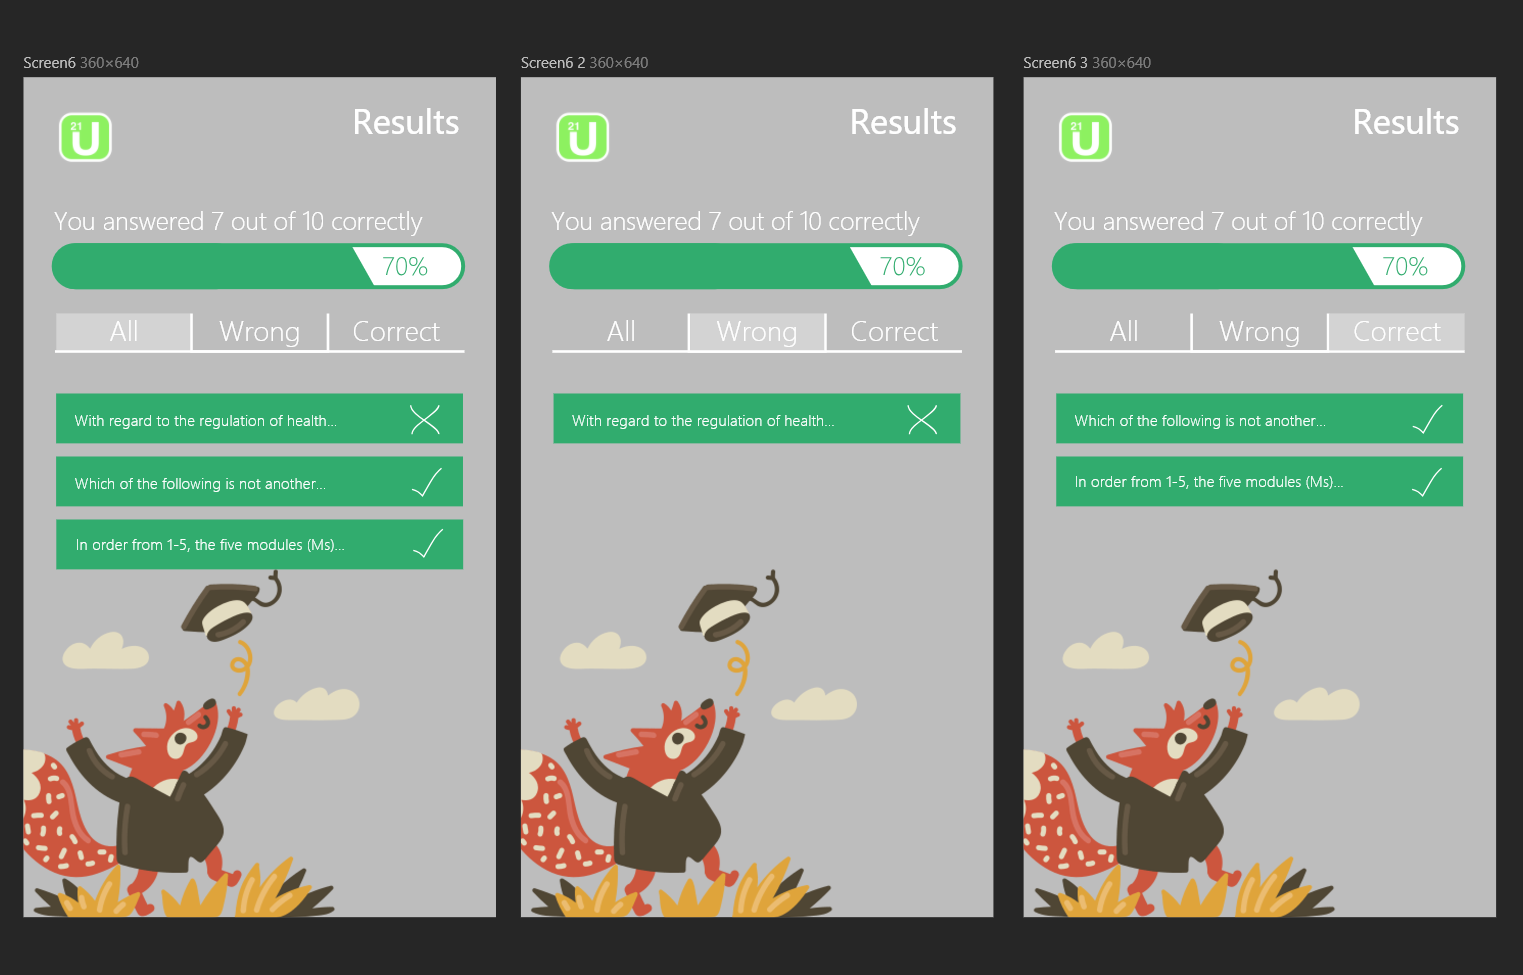 Screen6 360×640
Results
21
U
You answered 7 out of 10 correctly
70%
All Wrong Correct
With regard to the regulation of health...
Which of the following is not another...
In order from 1-5, the five modules (Ms)...
Screen6 2 360×640
Results
21
U
You answered 7 out of 10 correctly
70%
All Wrong Correct
With regard to the regulation of health...
Screen6 3 360×640
Results
21
U
You answered 7 out of 10 correctly
70%
All Wrong Correct
Which of the following is not another...
In order from 1-5, the five modules (Ms)...